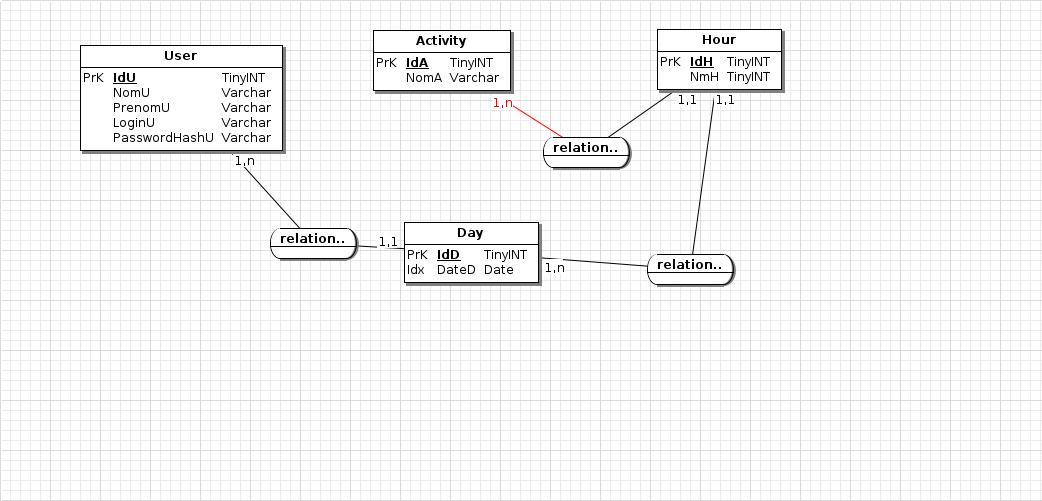 User
PrK IdU TinyINT
NomU Varchar
PrenomU Varchar
LoginU Varchar
PasswordHashU Varchar
1,n
Activity
PrK IdA TinyINT
NomA Varchar
1,n
Hour
PrK IdH TinyINT
NmH TinyINT
1,1 1,1
relation..
relation..
1,1
Day
PrK IdD TinyINT
Idx DateD Date
1,n
relation..